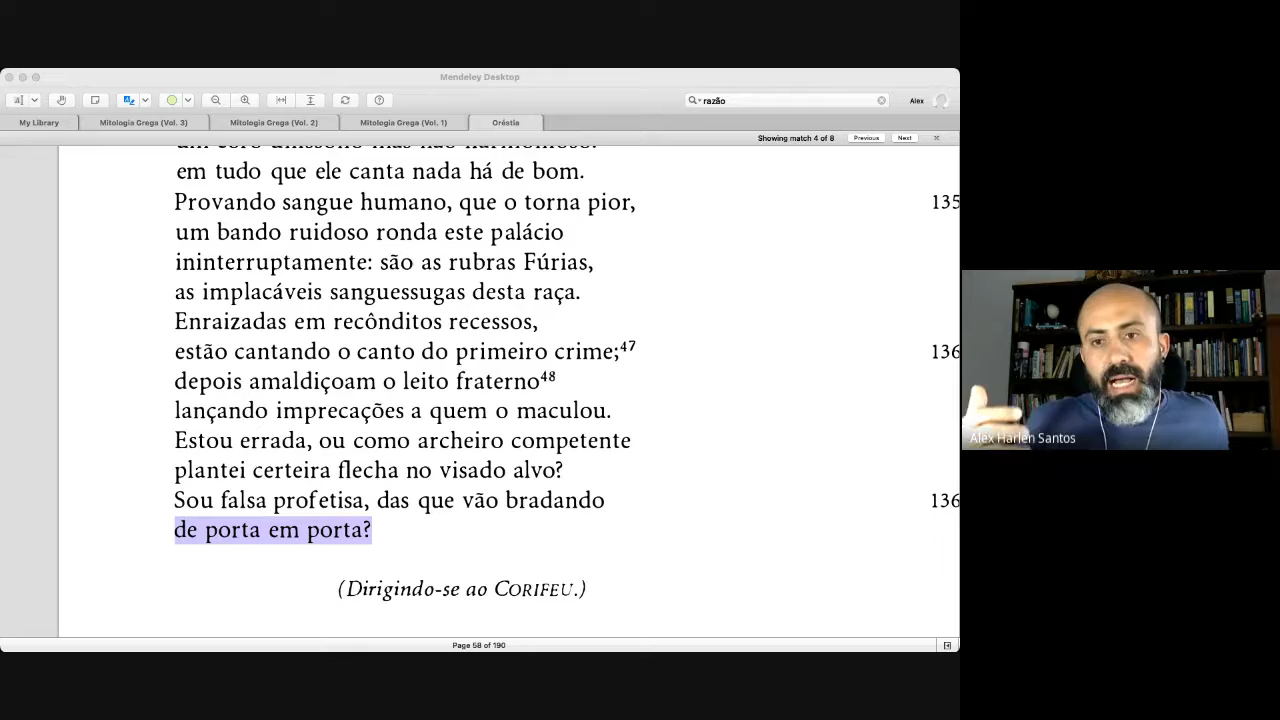 Mendeley Desktop
razão
Alex
My Library
Mitologia Grega (Vol. 3)
Mitologia Grega (Vol. 2)
Mitologia Grega (Vol. 1)
Oréstia
Showing match 4 of 8
Previous
Next
em tudo que ele canta nada há de bom.
Provando sangue humano, que o torna pior, 135
um bando ruidoso ronda este palácio
ininterruptamente: são as rubras Fúrias,
as implacáveis sanguessugas desta raça.
Enraizadas em recônditos recessos,
estão cantando o canto do primeiro crime;47 136
depois amaldiçoam o leito fraterno48
lançando imprecações a quem o maculou.
Estou errada, ou como archeiro competente
plantei certeira flecha no visado alvo?
Sou falsa profetisa, das que vão bradando 136
de porta em porta?
(Dirigindo-se ao CORIFEU.)
Page 58 of 190
Alex Harlen Santos